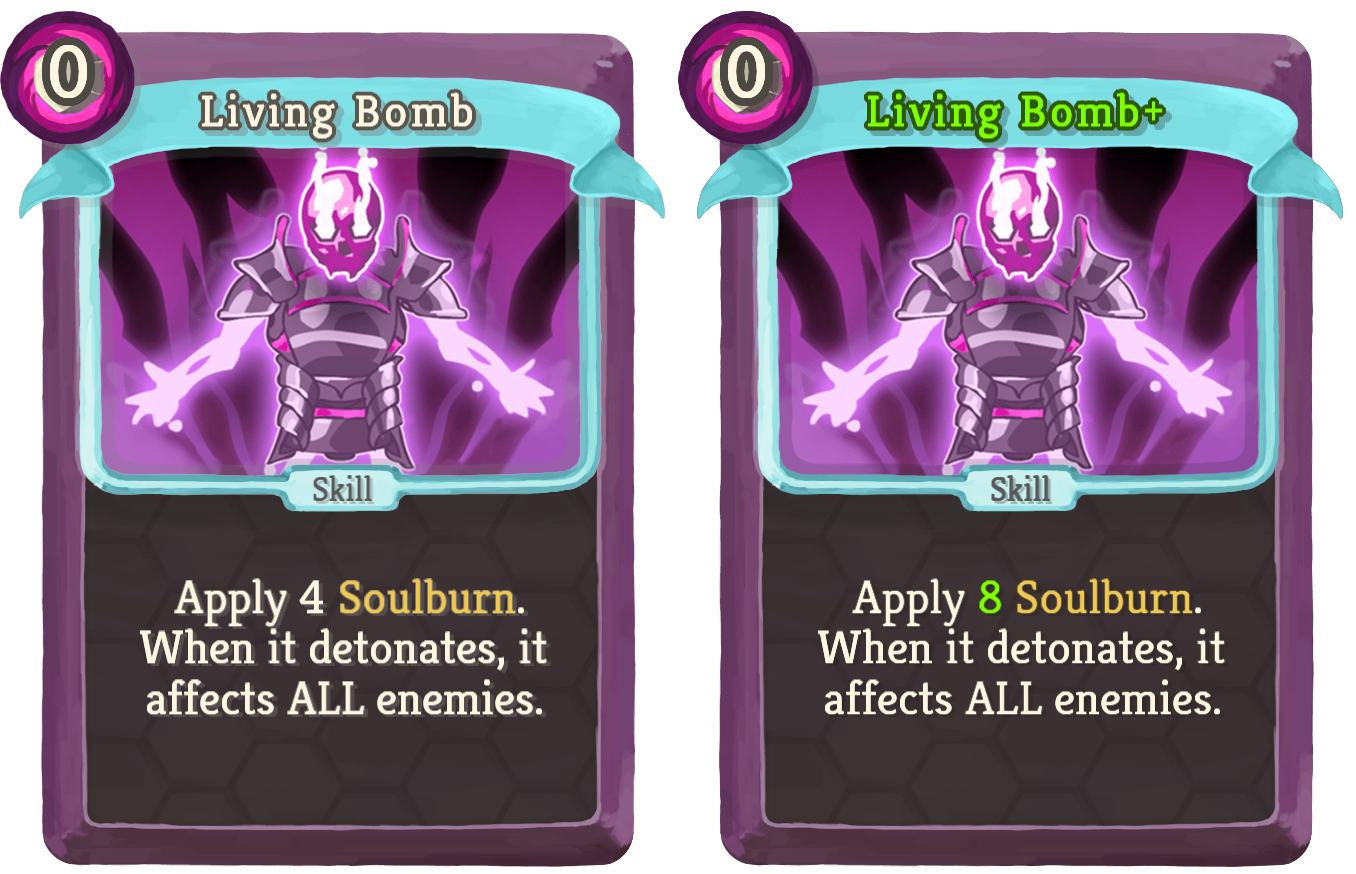 0
Living Bomb
Skill
Apply 4 Soulburn.
When it detonates, it
affects ALL enemies.
0
Living Bomb+
Skill
Apply 8 Soulburn.
When it detonates, it
affects ALL enemies.